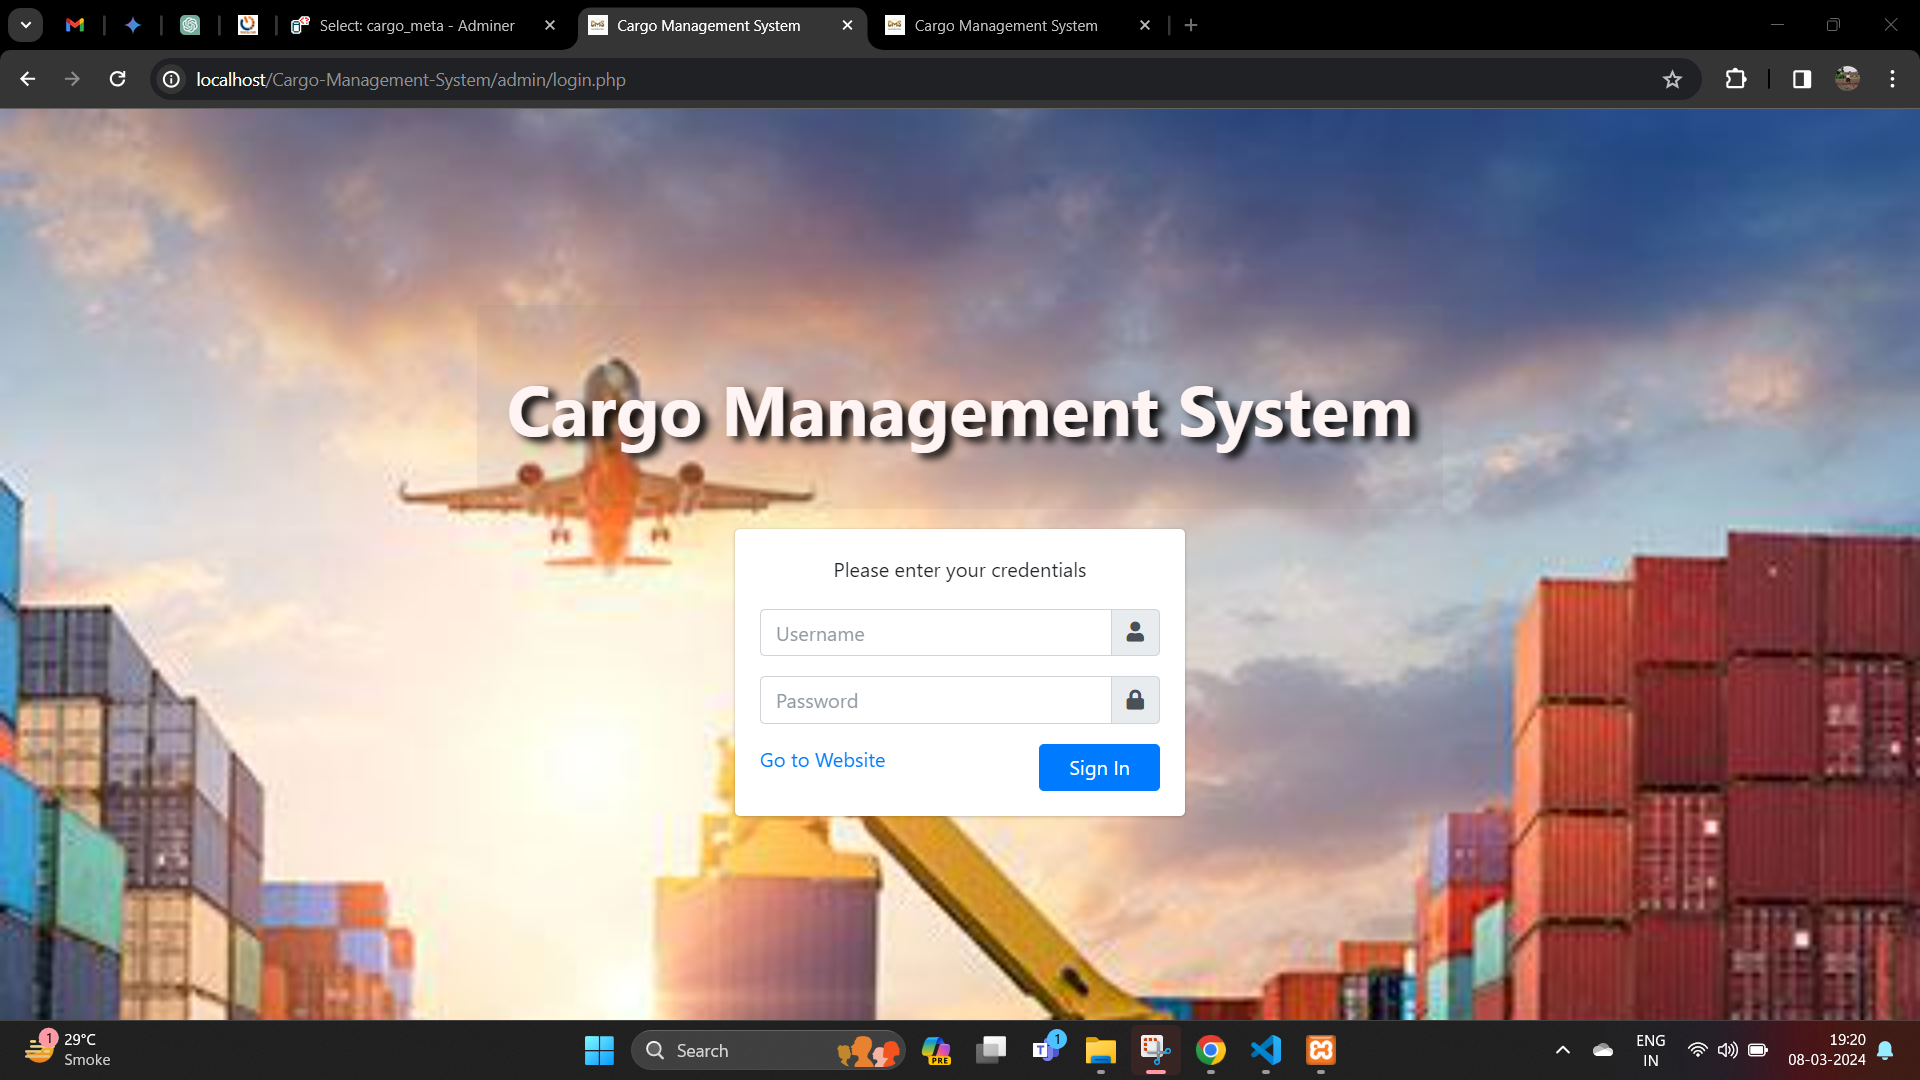 Select: cargo_meta - Adminer
Cargo Management System
Cargo Management System
localhost/Cargo-Management-System/admin/login.php
Cargo Management System
Please enter your credentials
Username
Password
Go to Website
Sign In
1
29°C
Smoke
Search
PRE
T
1
ENG
IN
19:20
08-03-2024